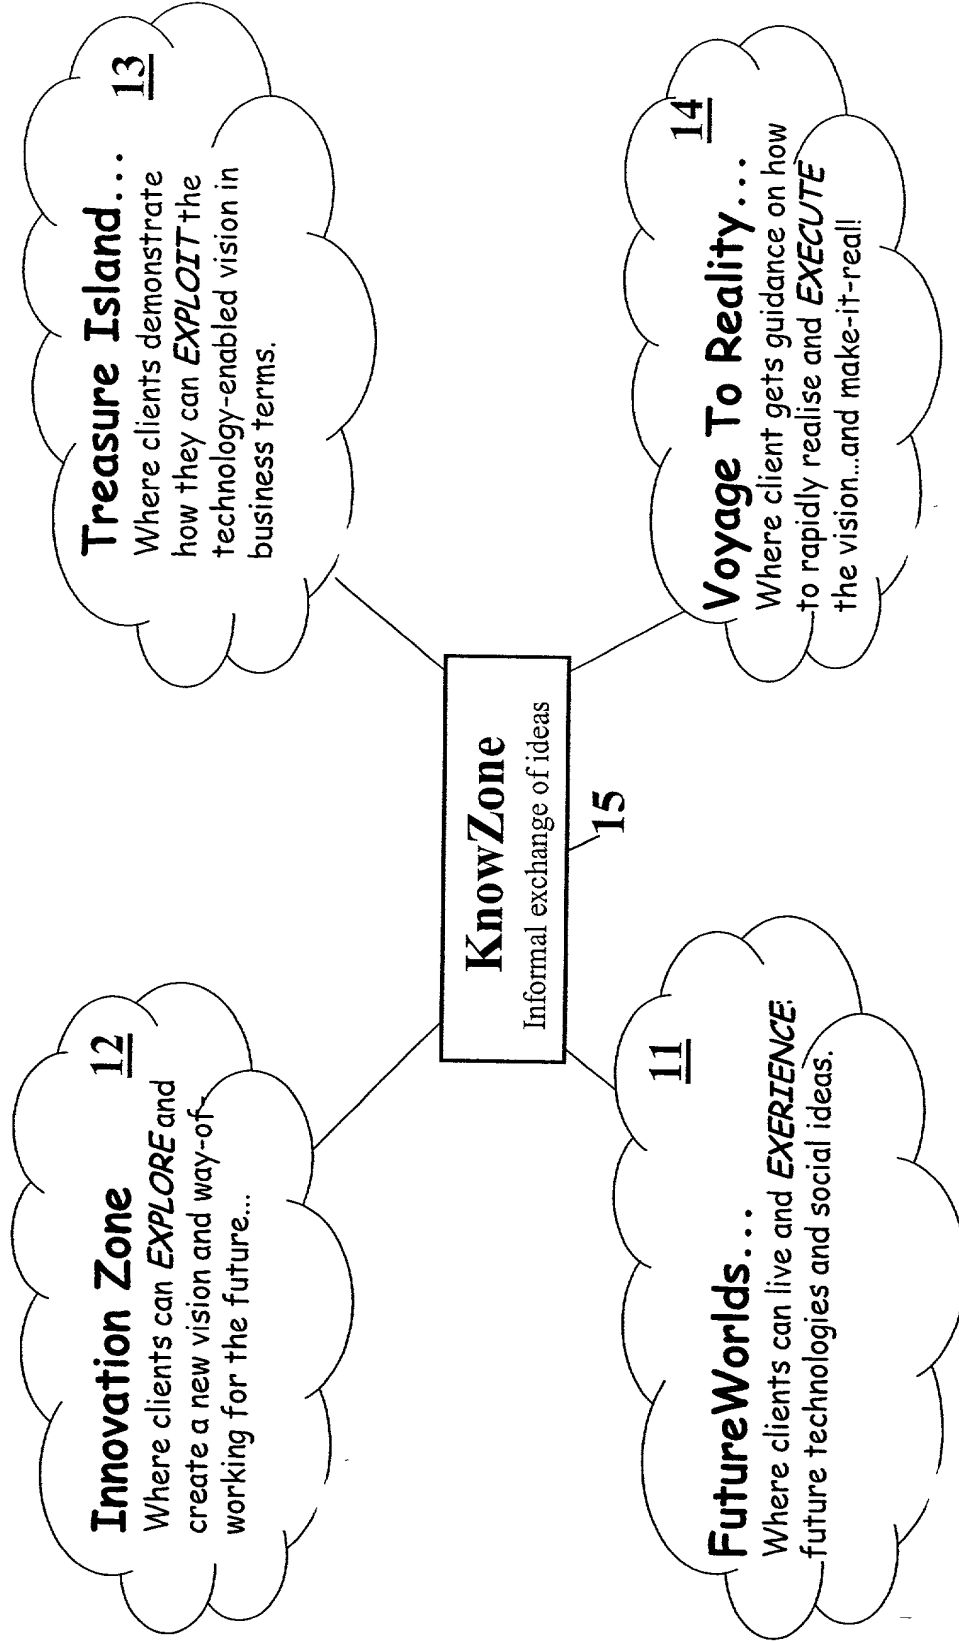 Innovation Zone
12
Where clients can EXPLORE and
create a new vision and way-of-
working for the future...
Treasure Island...
13
Where clients demonstrate
how they can EXPLOIT the
technology-enabled vision in
business terms.
KnowZone
Informal exchange of ideas
15
FutureWorlds...
11
Where clients can live and EXERIENCE
future technologies and social ideas.
Voyage To Reality...
14
Where client gets guidance on how
to rapidly realise and EXECUTE
the vision...and make-it-real!